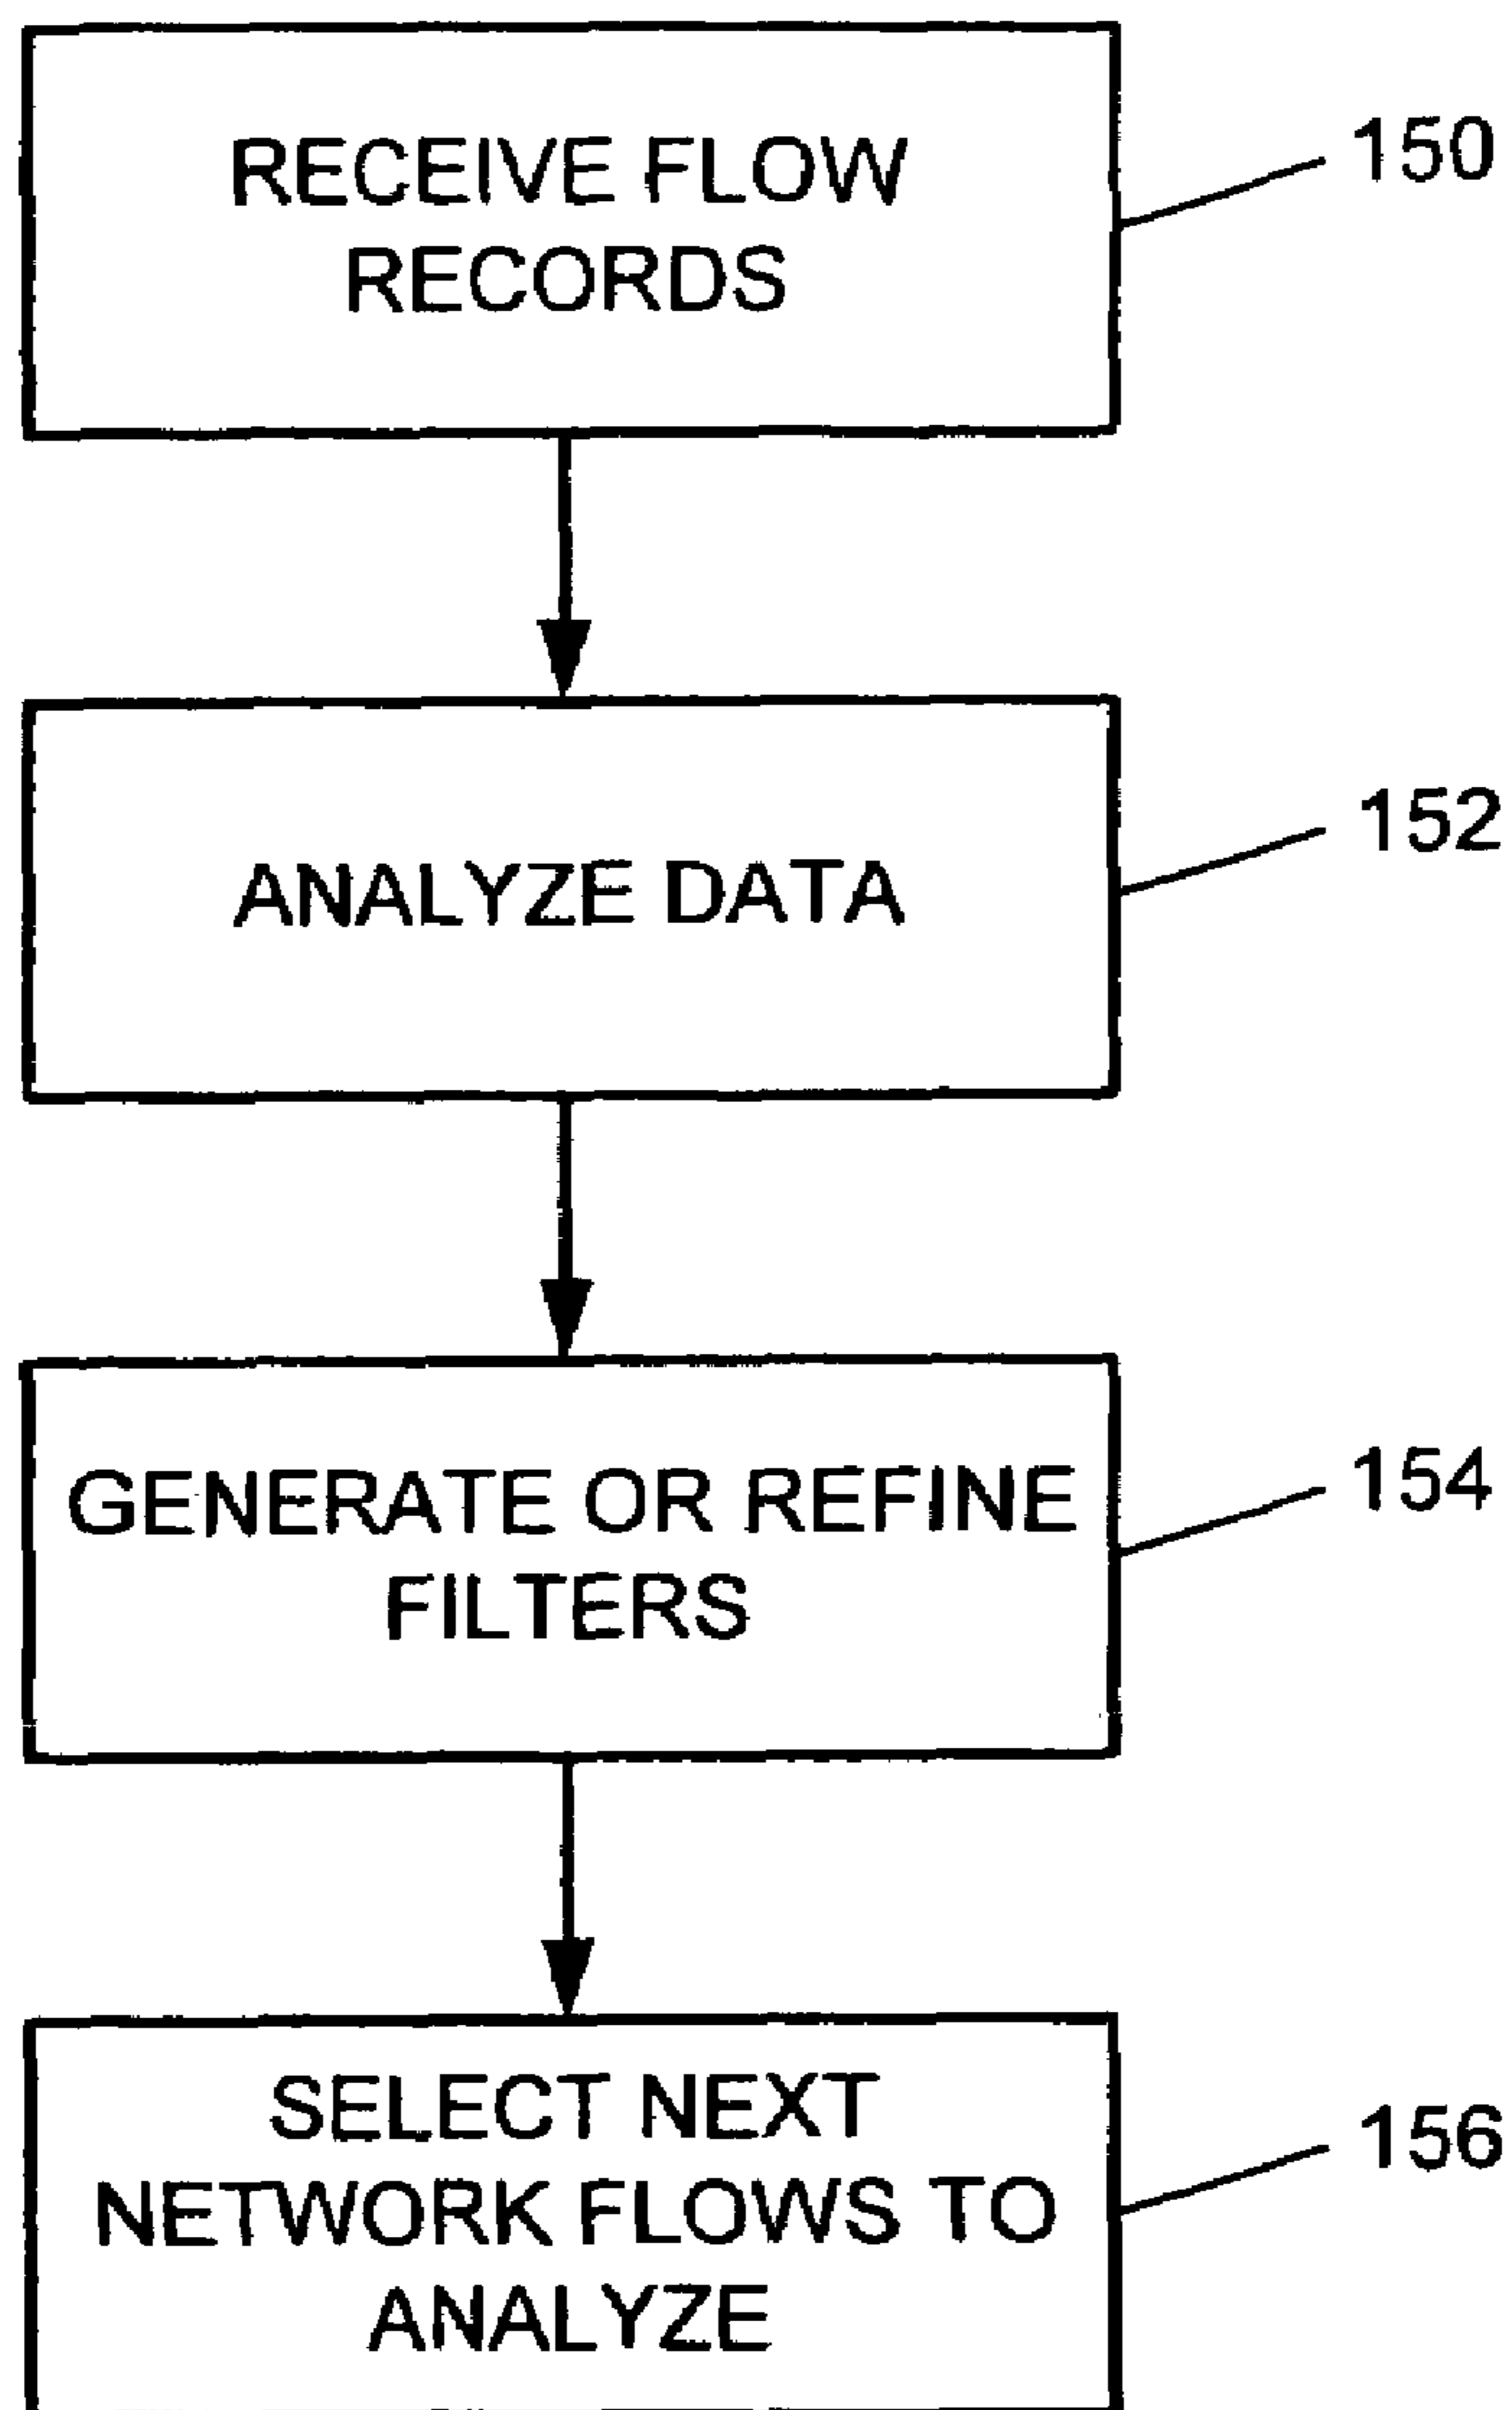 RECEIVE FLOW
RECORDS
150
ANALYZE DATA
152
GENERATE OR REFINE
FILTERS
154
SELECT NEXT
NETWORK FLOWS TO
ANALYZE
156